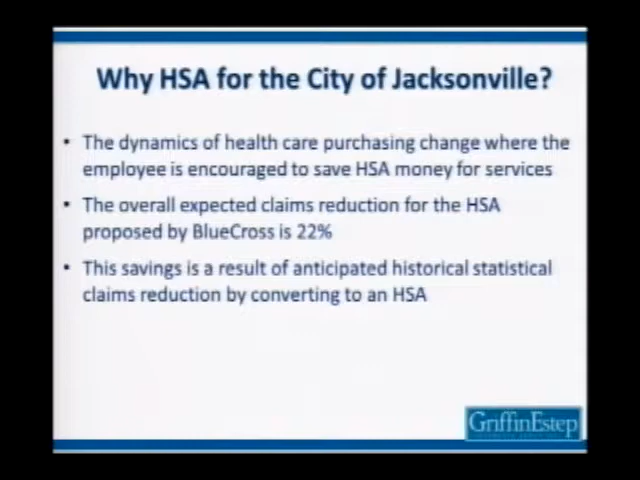 Why HSA for the City of Jacksonville?
• The dynamics of health care purchasing change where the
employee is encouraged to save HSA money for services
• The overall expected claims reduction for the HSA
proposed by BlueCross is 22%
• This savings is a result of anticipated historical statistical
claims reduction by converting to an HSA
GriffinEstep